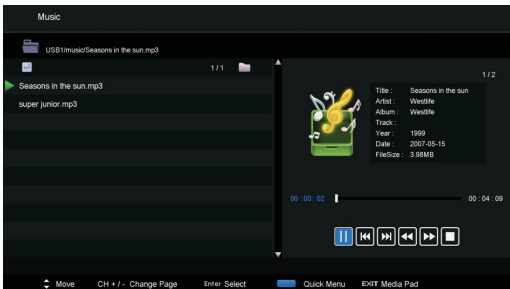 Music
USB1/music/Seasons in the sun.mp3
1/1
1/2
Seasons in the sun.mp3
super junior.mp3
Title : Seasons in the sun
Artist : Westlife
Album : Westlife
Track :
Year : 1999
Date : 2007-05-15
FileSize : 3.98MB
00 : 00 : 02
00 : 04 : 09
Move CH + / - Change Page Enter Select Quick Menu EXIT Media Pad